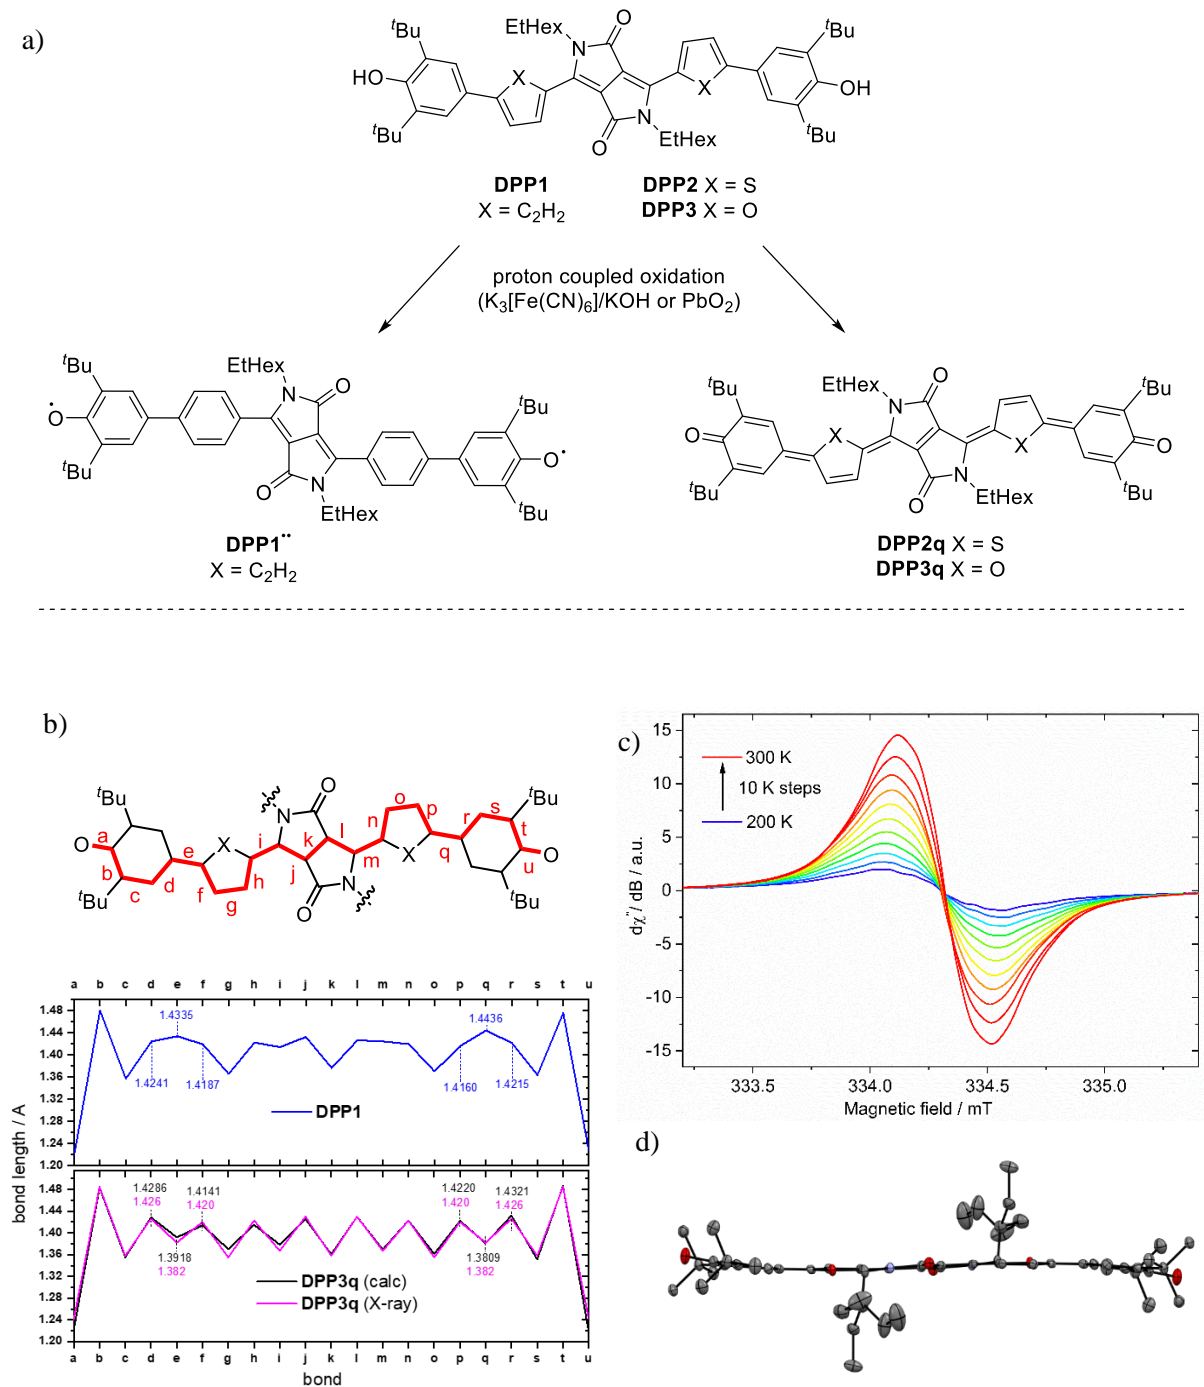 a)
ᵗBu
EtHex
O
N
X
ᵗBu
HO
X
OH
ᵗBu
N
O
EtHex
ᵗBu
DPP1
X = C₂H₂
DPP2 X = S
DPP3 X = O
proton coupled oxidation
(K₃[Fe(CN)₆]/KOH or PbO₂)
ᵗBu
EtHex
N
O
ᵗBu
O•
ᵗBu
O
N
EtHex
O•
ᵗBu
DPP1••
X = C₂H₂
ᵗBu
EtHex
O
N
ᵗBu
O
X
X
O
ᵗBu
O
N
EtHex
ᵗBu
DPP2q X = S
DPP3q X = O
b)
ᵗBu
N
O
o
p
s
ᵗBu
O
a
e
X
i
k
l
n
r
t
b
c
d
f
g
h
j
m
X
q
u
O
ᵗBu
O
N
ᵗBu
a b c d e f g h i j k l m n o p q r s t u
1.48
1.44
1.40
1.36
1.32
1.28
1.24
1.20
1.4335
1.4436
1.4241
1.4187
1.4160
1.4215
DPP1
bond length / A
1.48
1.44
1.40
1.36
1.32
1.28
1.24
1.20
1.4286 1.4141
1.426 1.420
1.4220 1.4321
1.420 1.426
1.3918
1.382
1.3809
1.382
DPP3q (calc)
DPP3q (X-ray)
a b c d e f g h i j k l m n o p q r s t u
bond
c)
15
10
5
0
-5
-10
-15
300 K
10 K steps
200 K
dχ"/ dB / a.u.
333.5 334.0 334.5 335.0
Magnetic field / mT
d)